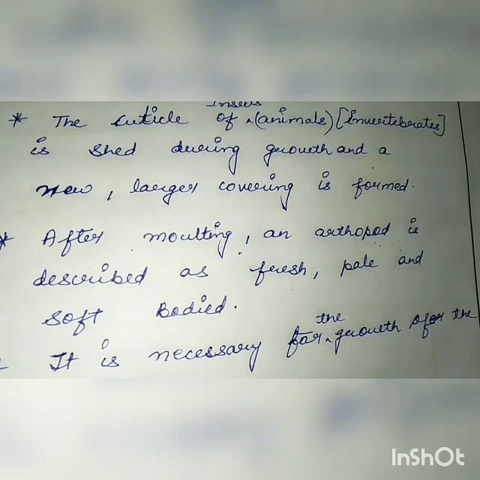 Insects
* The cuticle of ^ (animals) [Invertebrates]
is shed during growth and a
new, larger covering is formed.
* After moulting, an arthopod is
described as fresh, pale and
soft Bodied.
the
It is necessary for ^ growth of the
InShOt